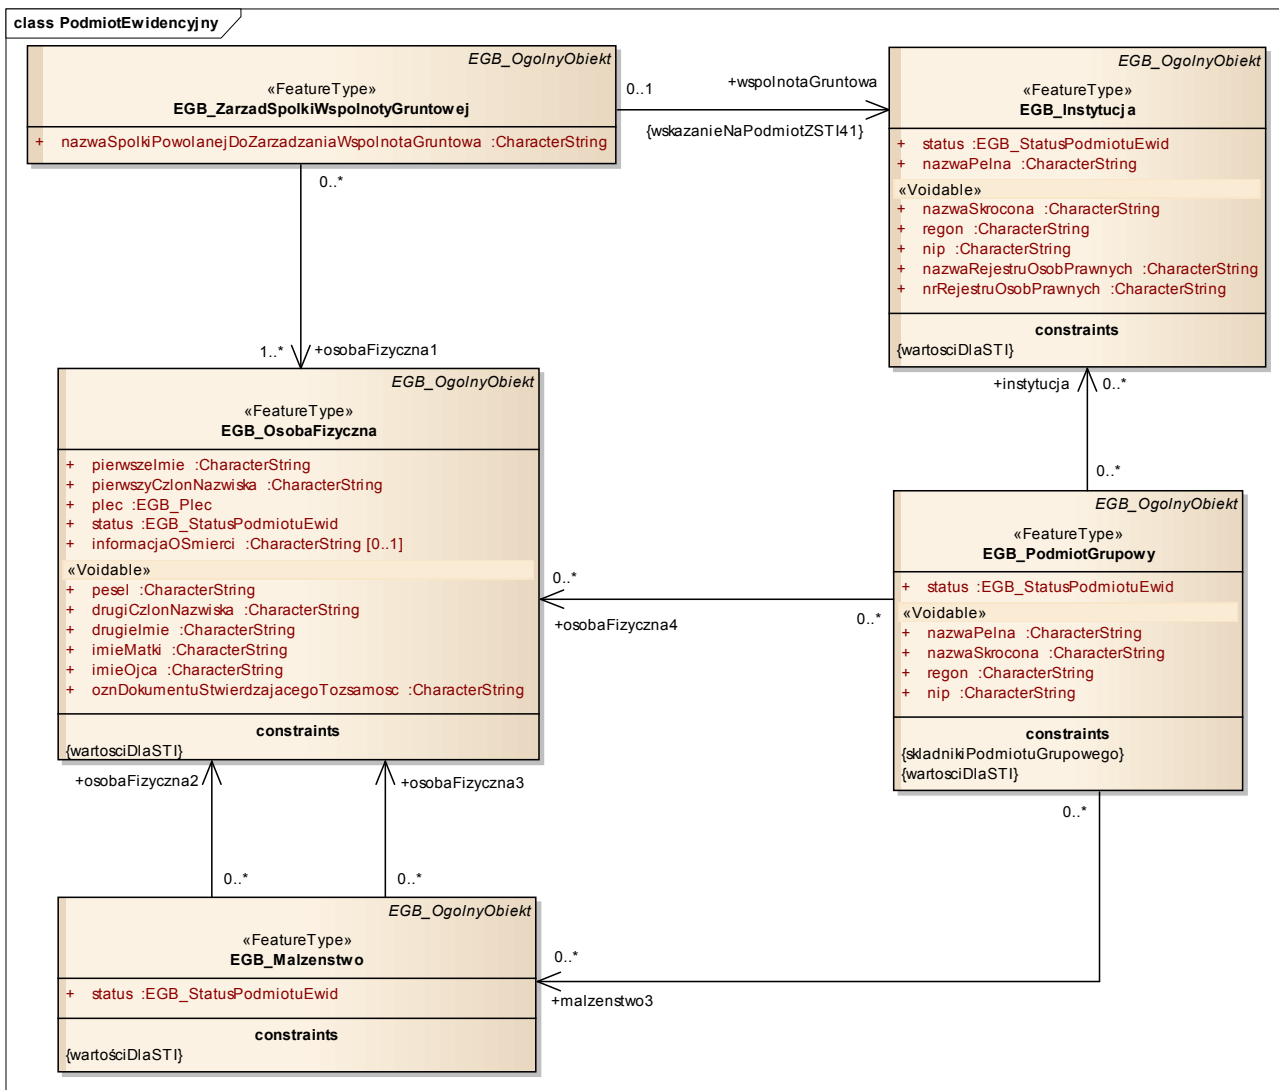 class PodmiotEwidencyjny
EGB_OgolnyObiekt
«FeatureType»
EGB_ZarzadSpolkiWspolnotyGruntowej
+ nazwaSpolkiPowolanejDoZarzadzaniaWspolnotaGruntowa :CharacterString
0..1
+wspolnotaGruntowa
{wskazanieNaPodmiotZSTI41}
EGB_OgolnyObiekt
«FeatureType»
EGB_Instytucja
+ status :EGB_StatusPodmiotuEwid
+ nazwaPelna :CharacterString
«Voidable»
+ nazwaSkrocona :CharacterString
+ regon :CharacterString
+ nip :CharacterString
+ nazwaRejestruOsobPrawnych :CharacterString
+ nrRejestruOsobPrawnych :CharacterString
constraints
{wartosciDlaSTI}
0..*
1..*
+osobaFizyczna1
+instytucja
0..*
0..*
EGB_OgolnyObiekt
«FeatureType»
EGB_OsobaFizyczna
+ pierwszeImie :CharacterString
+ pierwszyCzlonNazwiska :CharacterString
+ plec :EGB_Plec
+ status :EGB_StatusPodmiotuEwid
+ informacjaOSmierci :CharacterString [0..1]
«Voidable»
+ pesel :CharacterString
+ drugiCzlonNazwiska :CharacterString
+ drugieImie :CharacterString
+ imieMatki :CharacterString
+ imieOjca :CharacterString
+ oznDokumentuStwierdzajacegoTozsamosc :CharacterString
constraints
{wartosciDlaSTI}
0..*
+osobaFizyczna4
0..*
EGB_OgolnyObiekt
«FeatureType»
EGB_PodmiotGrupowy
+ status :EGB_StatusPodmiotuEwid
«Voidable»
+ nazwaPelna :CharacterString
+ nazwaSkrocona :CharacterString
+ regon :CharacterString
+ nip :CharacterString
constraints
{skladnikiPodmiotuGrupowego}
{wartosciDlaSTI}
+osobaFizyczna2
+osobaFizyczna3
0..*
0..*
0..*
EGB_OgolnyObiekt
«FeatureType»
EGB_Malzenstwo
+ status :EGB_StatusPodmiotuEwid
constraints
{wartościDlaSTI}
0..*
+malzenstwo3